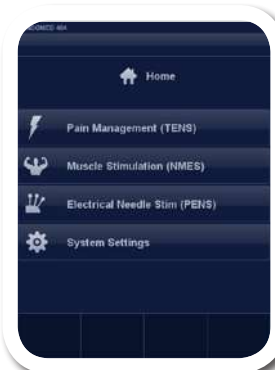 Home
Pain Management (TENS)
Muscle Stimulation (NMES)
Electrical Needle Stim (PENS)
System Settings